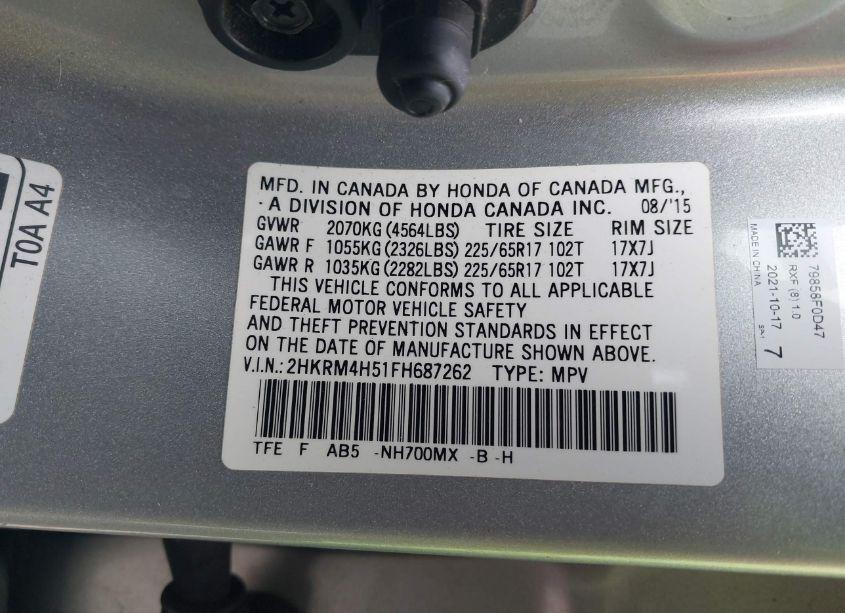 MFD. IN CANADA BY HONDA OF CANADA MFG.,
A DIVISION OF HONDA CANADA INC. 08/'15
GVWR 2070KG (4564LBS) TIRE SIZE RIM SIZE
GAWR F 1055KG (2326LBS) 225/65R17 102T 17X7J
GAWR R 1035KG (2282LBS) 225/65R17 102T 17X7J
THIS VEHICLE CONFORMS TO ALL APPLICABLE
FEDERAL MOTOR VEHICLE SAFETY
AND THEFT PREVENTION STANDARDS IN EFFECT
ON THE DATE OF MANUFACTURE SHOWN ABOVE.
V.I.N.: 2HKRM4H51FH687262 TYPE: MPV
TFE F AB5 -NH700MX -B -H
T0A A4
79858F0D47
RXF (8) 1.0
2021-10-17 7
MADE IN CHINA